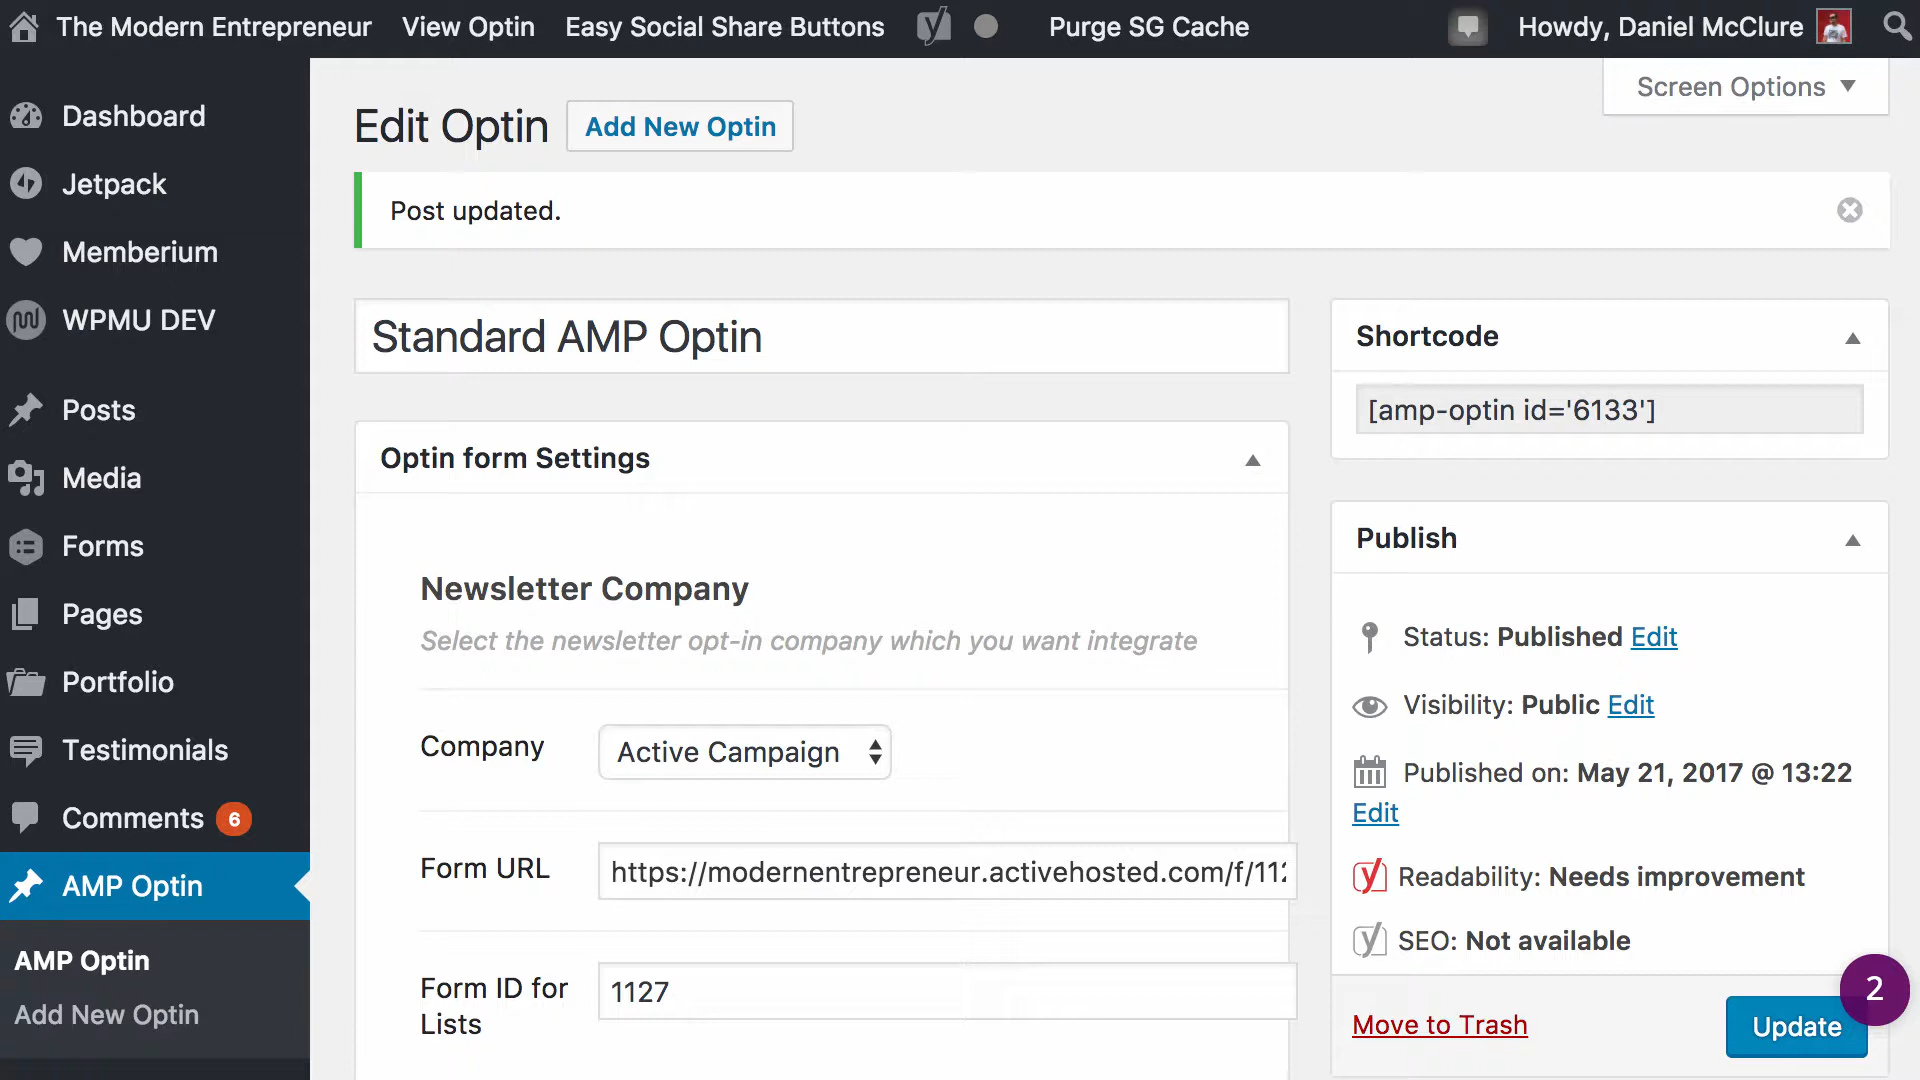 The Modern Entrepreneur View Optin Easy Social Share Buttons Purge SG Cache Howdy, Daniel McClure
Screen Options
Dashboard
Jetpack
Memberium
WPMU DEV
Posts
Media
Forms
Pages
Portfolio
Testimonials
Comments 6
AMP Optin
AMP Optin
Add New Optin
Edit Optin Add New Optin
Post updated.
Standard AMP Optin
Optin form Settings
Newsletter Company
Select the newsletter opt-in company which you want integrate
Company Active Campaign
Form URL https://modernentrepreneur.activehosted.com/f/112
Form ID for Lists 1127
Shortcode
[amp-optin id='6133']
Publish
Status: Published Edit
Visibility: Public Edit
Published on: May 21, 2017 @ 13:22
Edit
Readability: Needs improvement
SEO: Not available
2
Move to Trash Update